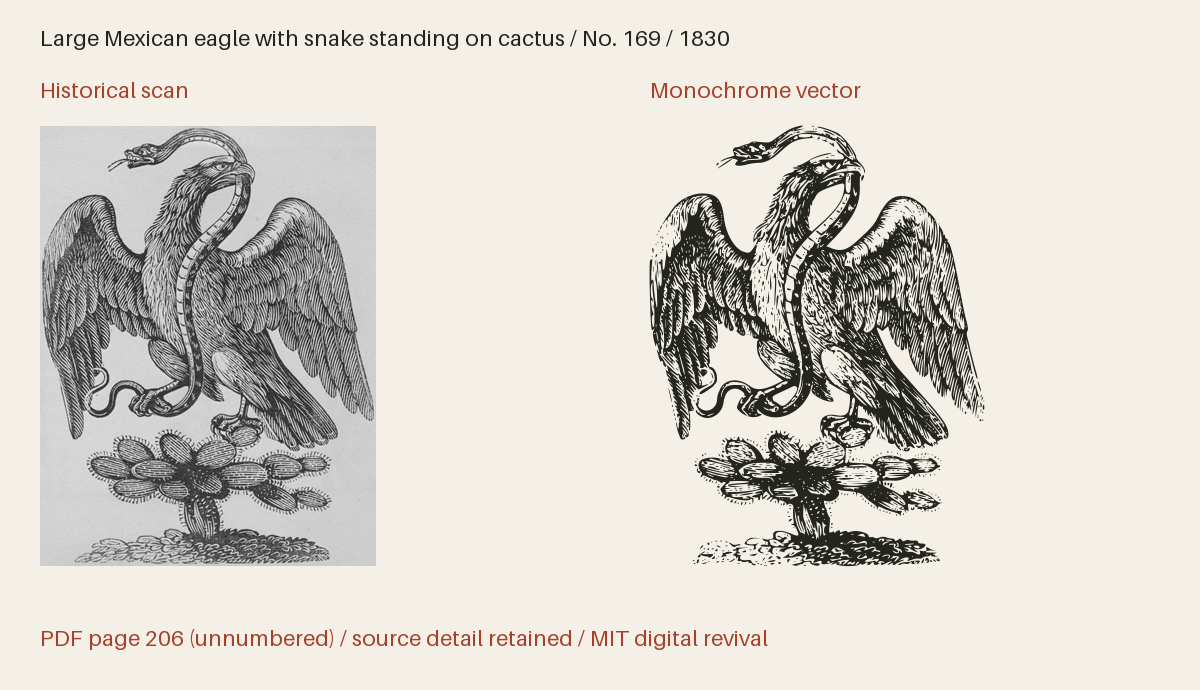 Large Mexican eagle with snake standing on cactus / No. 169 / 1830
Historical scan
Monochrome vector
PDF page 206 (unnumbered) / source detail retained / MIT digital revival